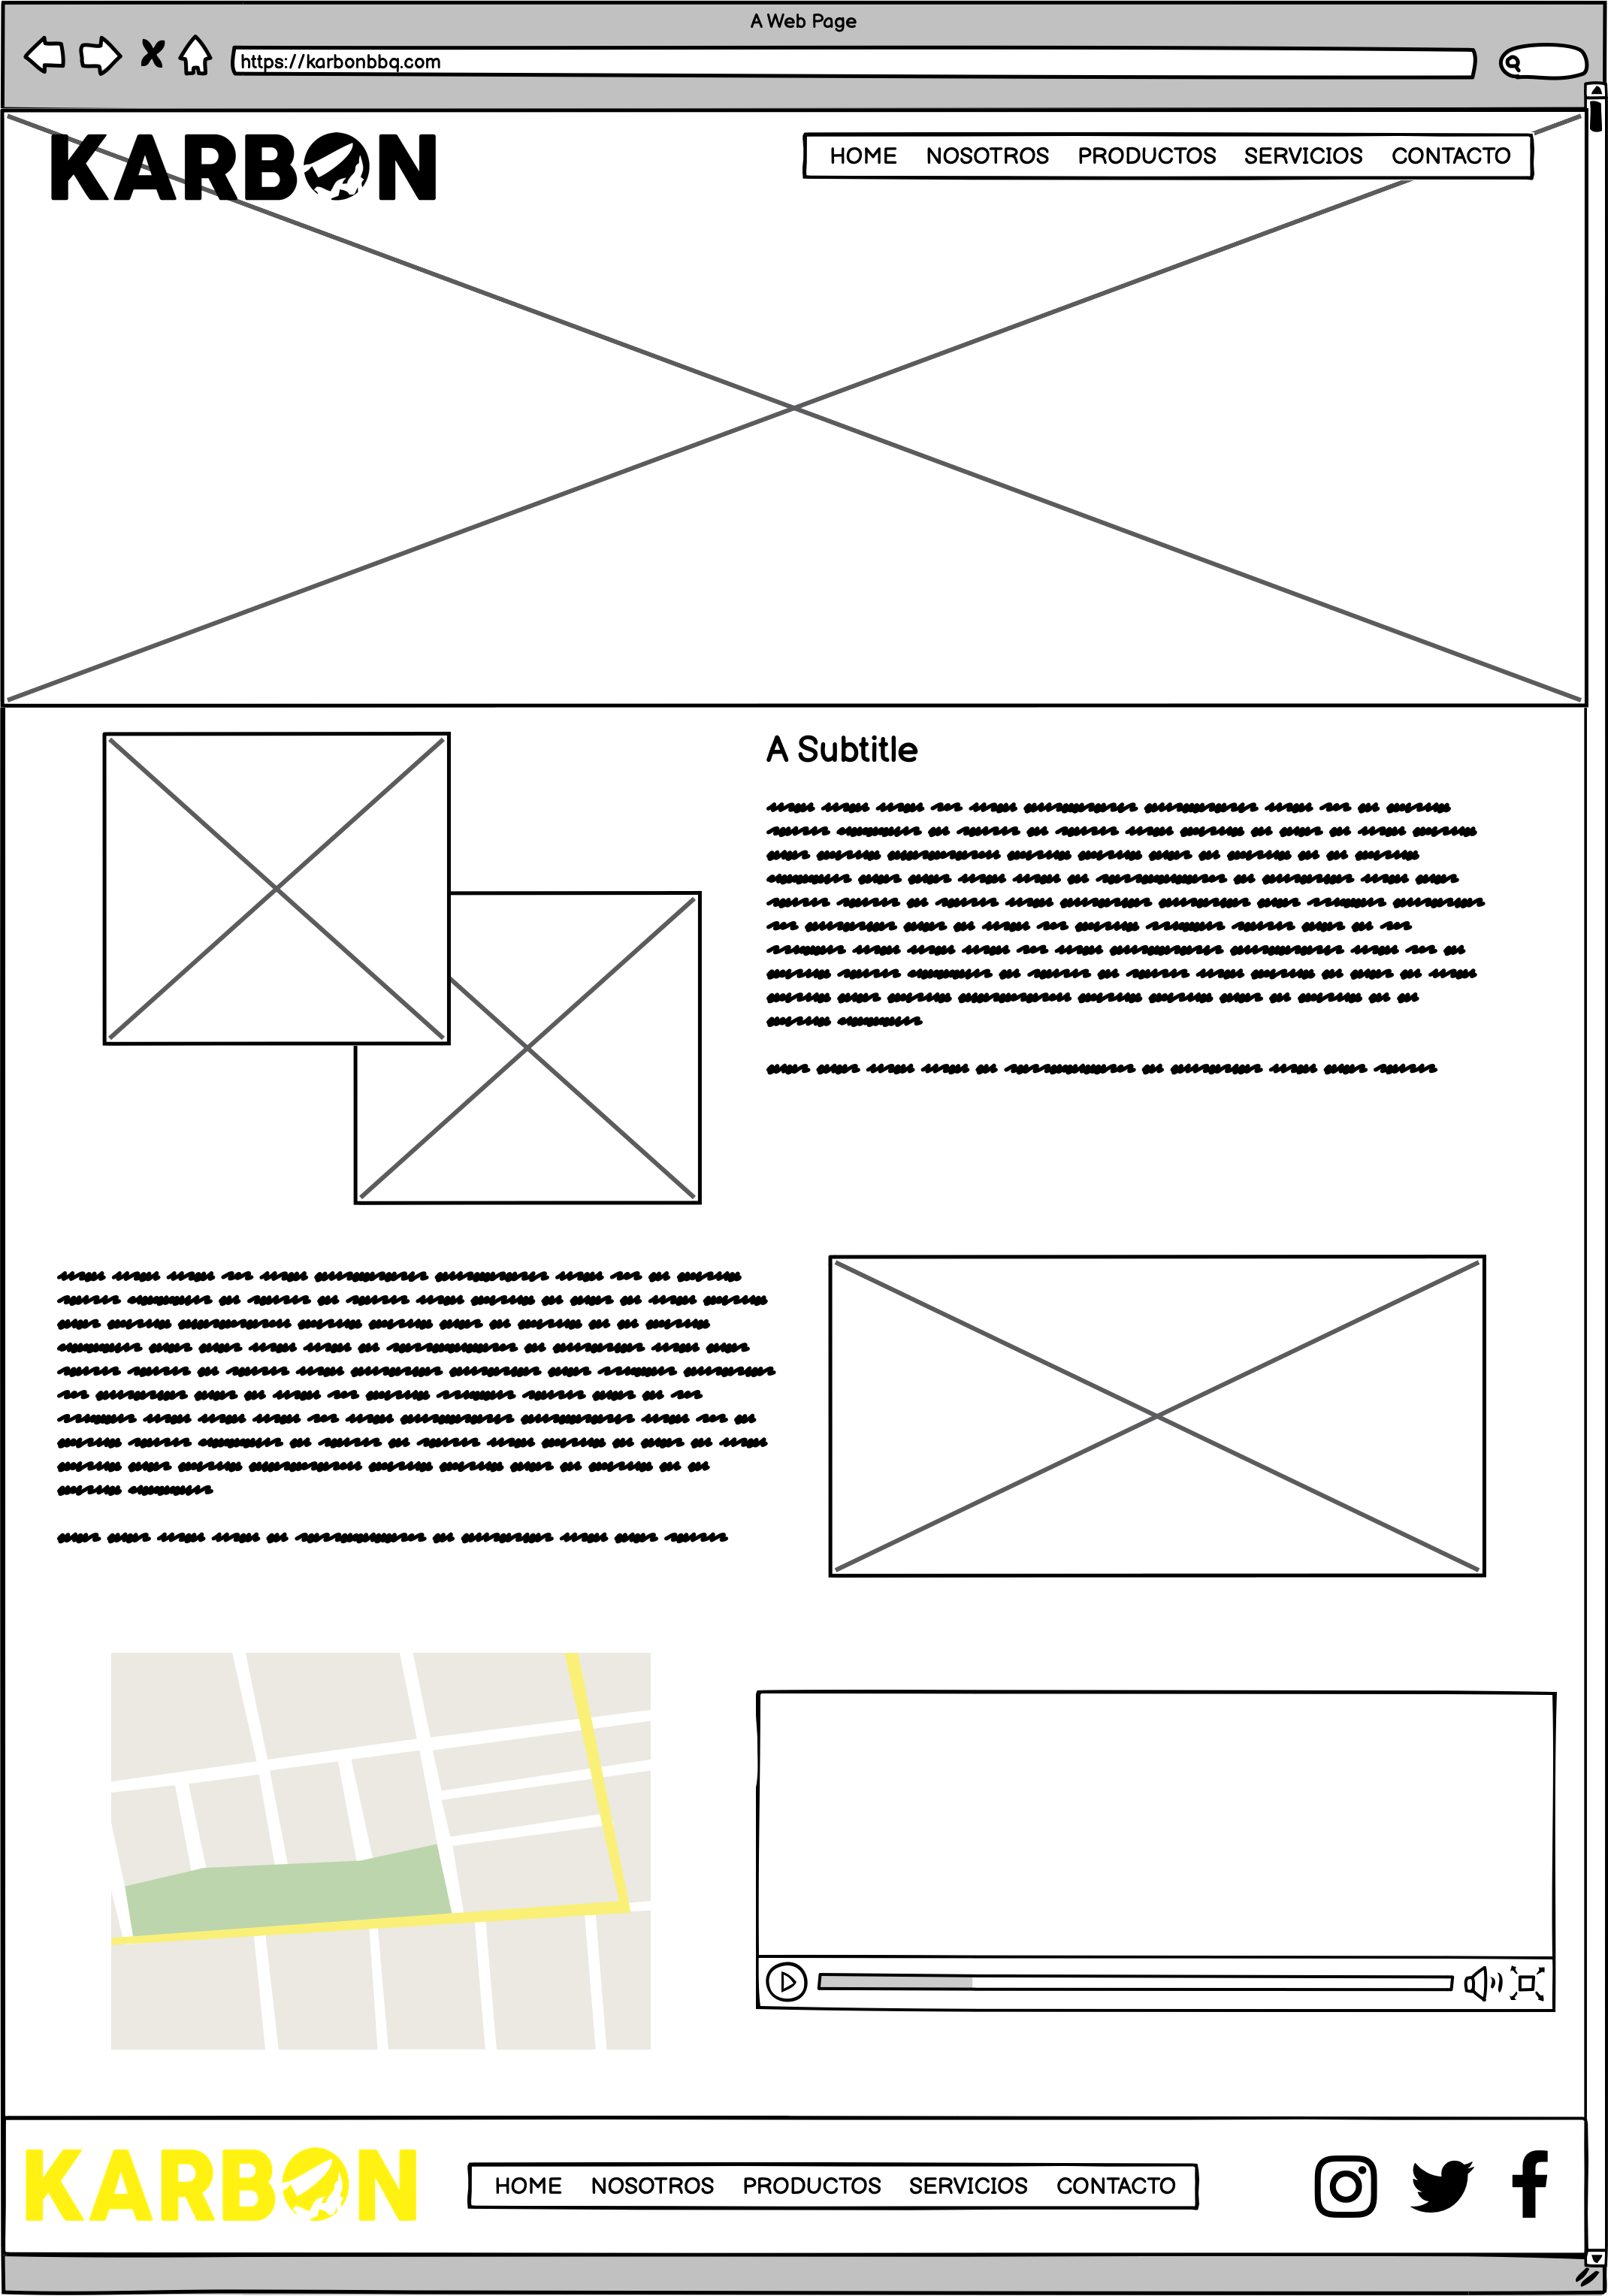 A Web Page
https://karbonbbq.com
KARBON
HOME NOSOTROS PRODUCTOS SERVICIOS CONTACTO
A Subtitle
KARBON
HOME NOSOTROS PRODUCTOS SERVICIOS CONTACTO